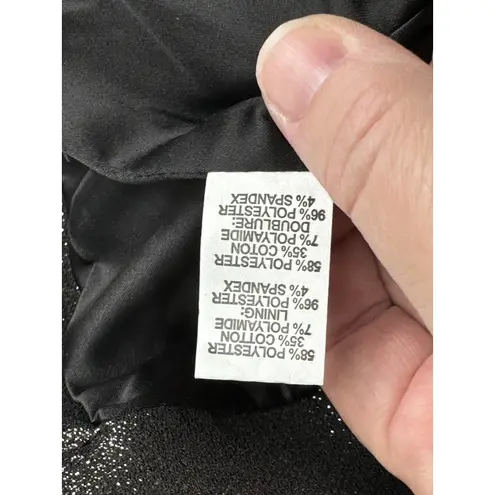 58% POLYESTER
35% COTTON
7% POLYAMIDE
LINING:
96% POLYESTER
4% SPANDEX
58% POLYESTER
35% COTTON
7% POLYAMIDE
DOUBLURE:
96% POLYESTER
4% SPANDEX